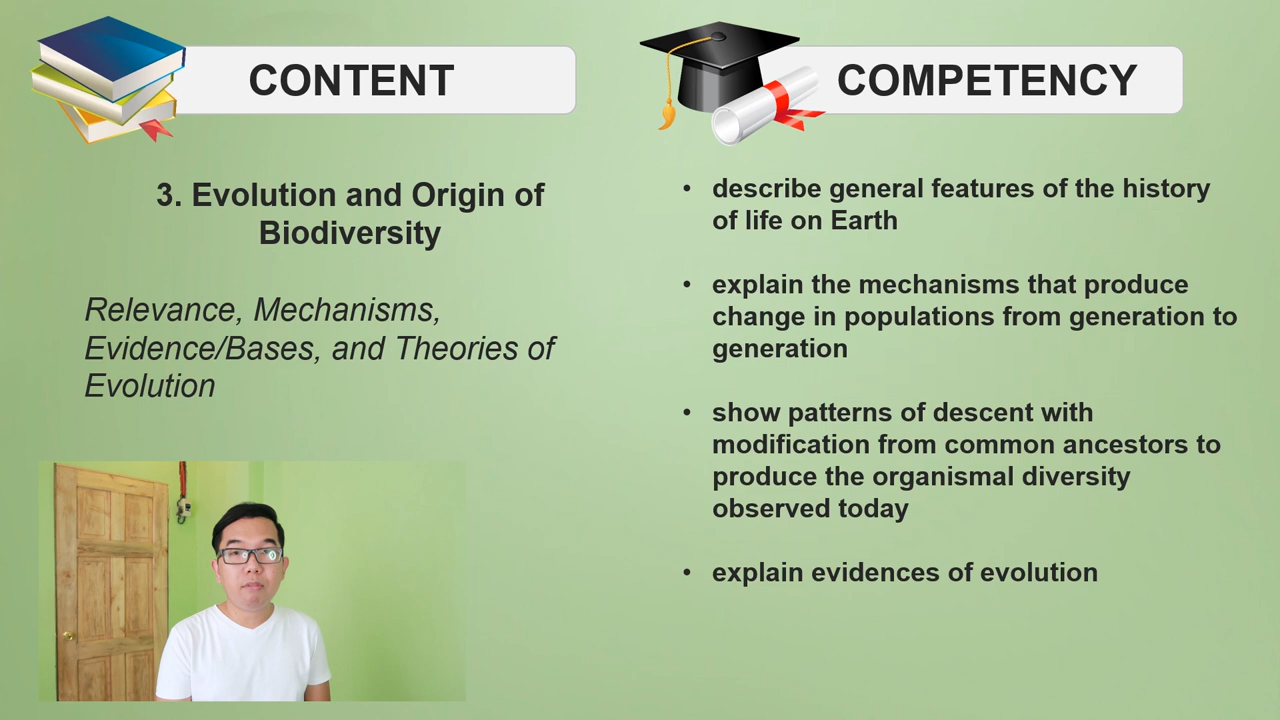 CONTENT
3. Evolution and Origin of
Biodiversity
Relevance, Mechanisms,
Evidence/Bases, and Theories of
Evolution
COMPETENCY
• describe general features of the history
of life on Earth
• explain the mechanisms that produce
change in populations from generation to
generation
• show patterns of descent with
modification from common ancestors to
produce the organismal diversity
observed today
• explain evidences of evolution